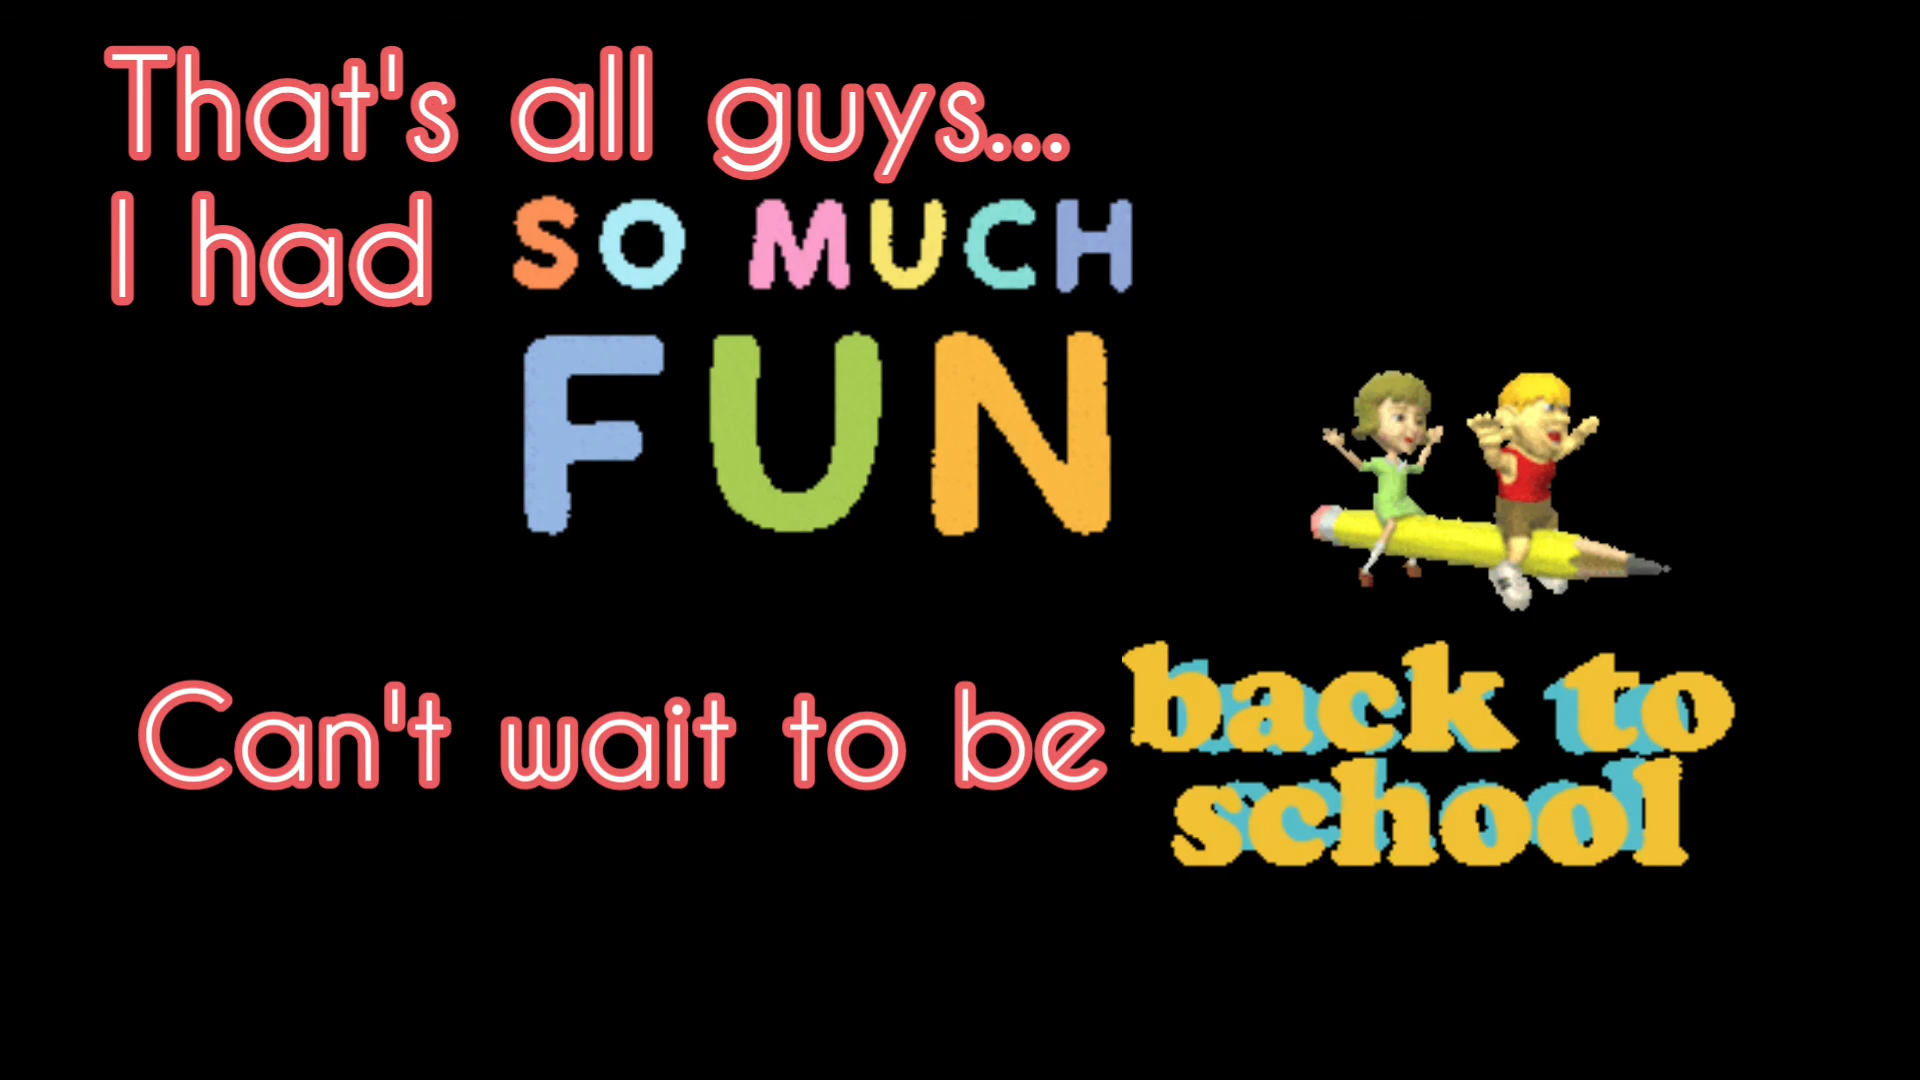 That's all guys...
I had SO MUCH
FUN
Can't wait to be back to
school